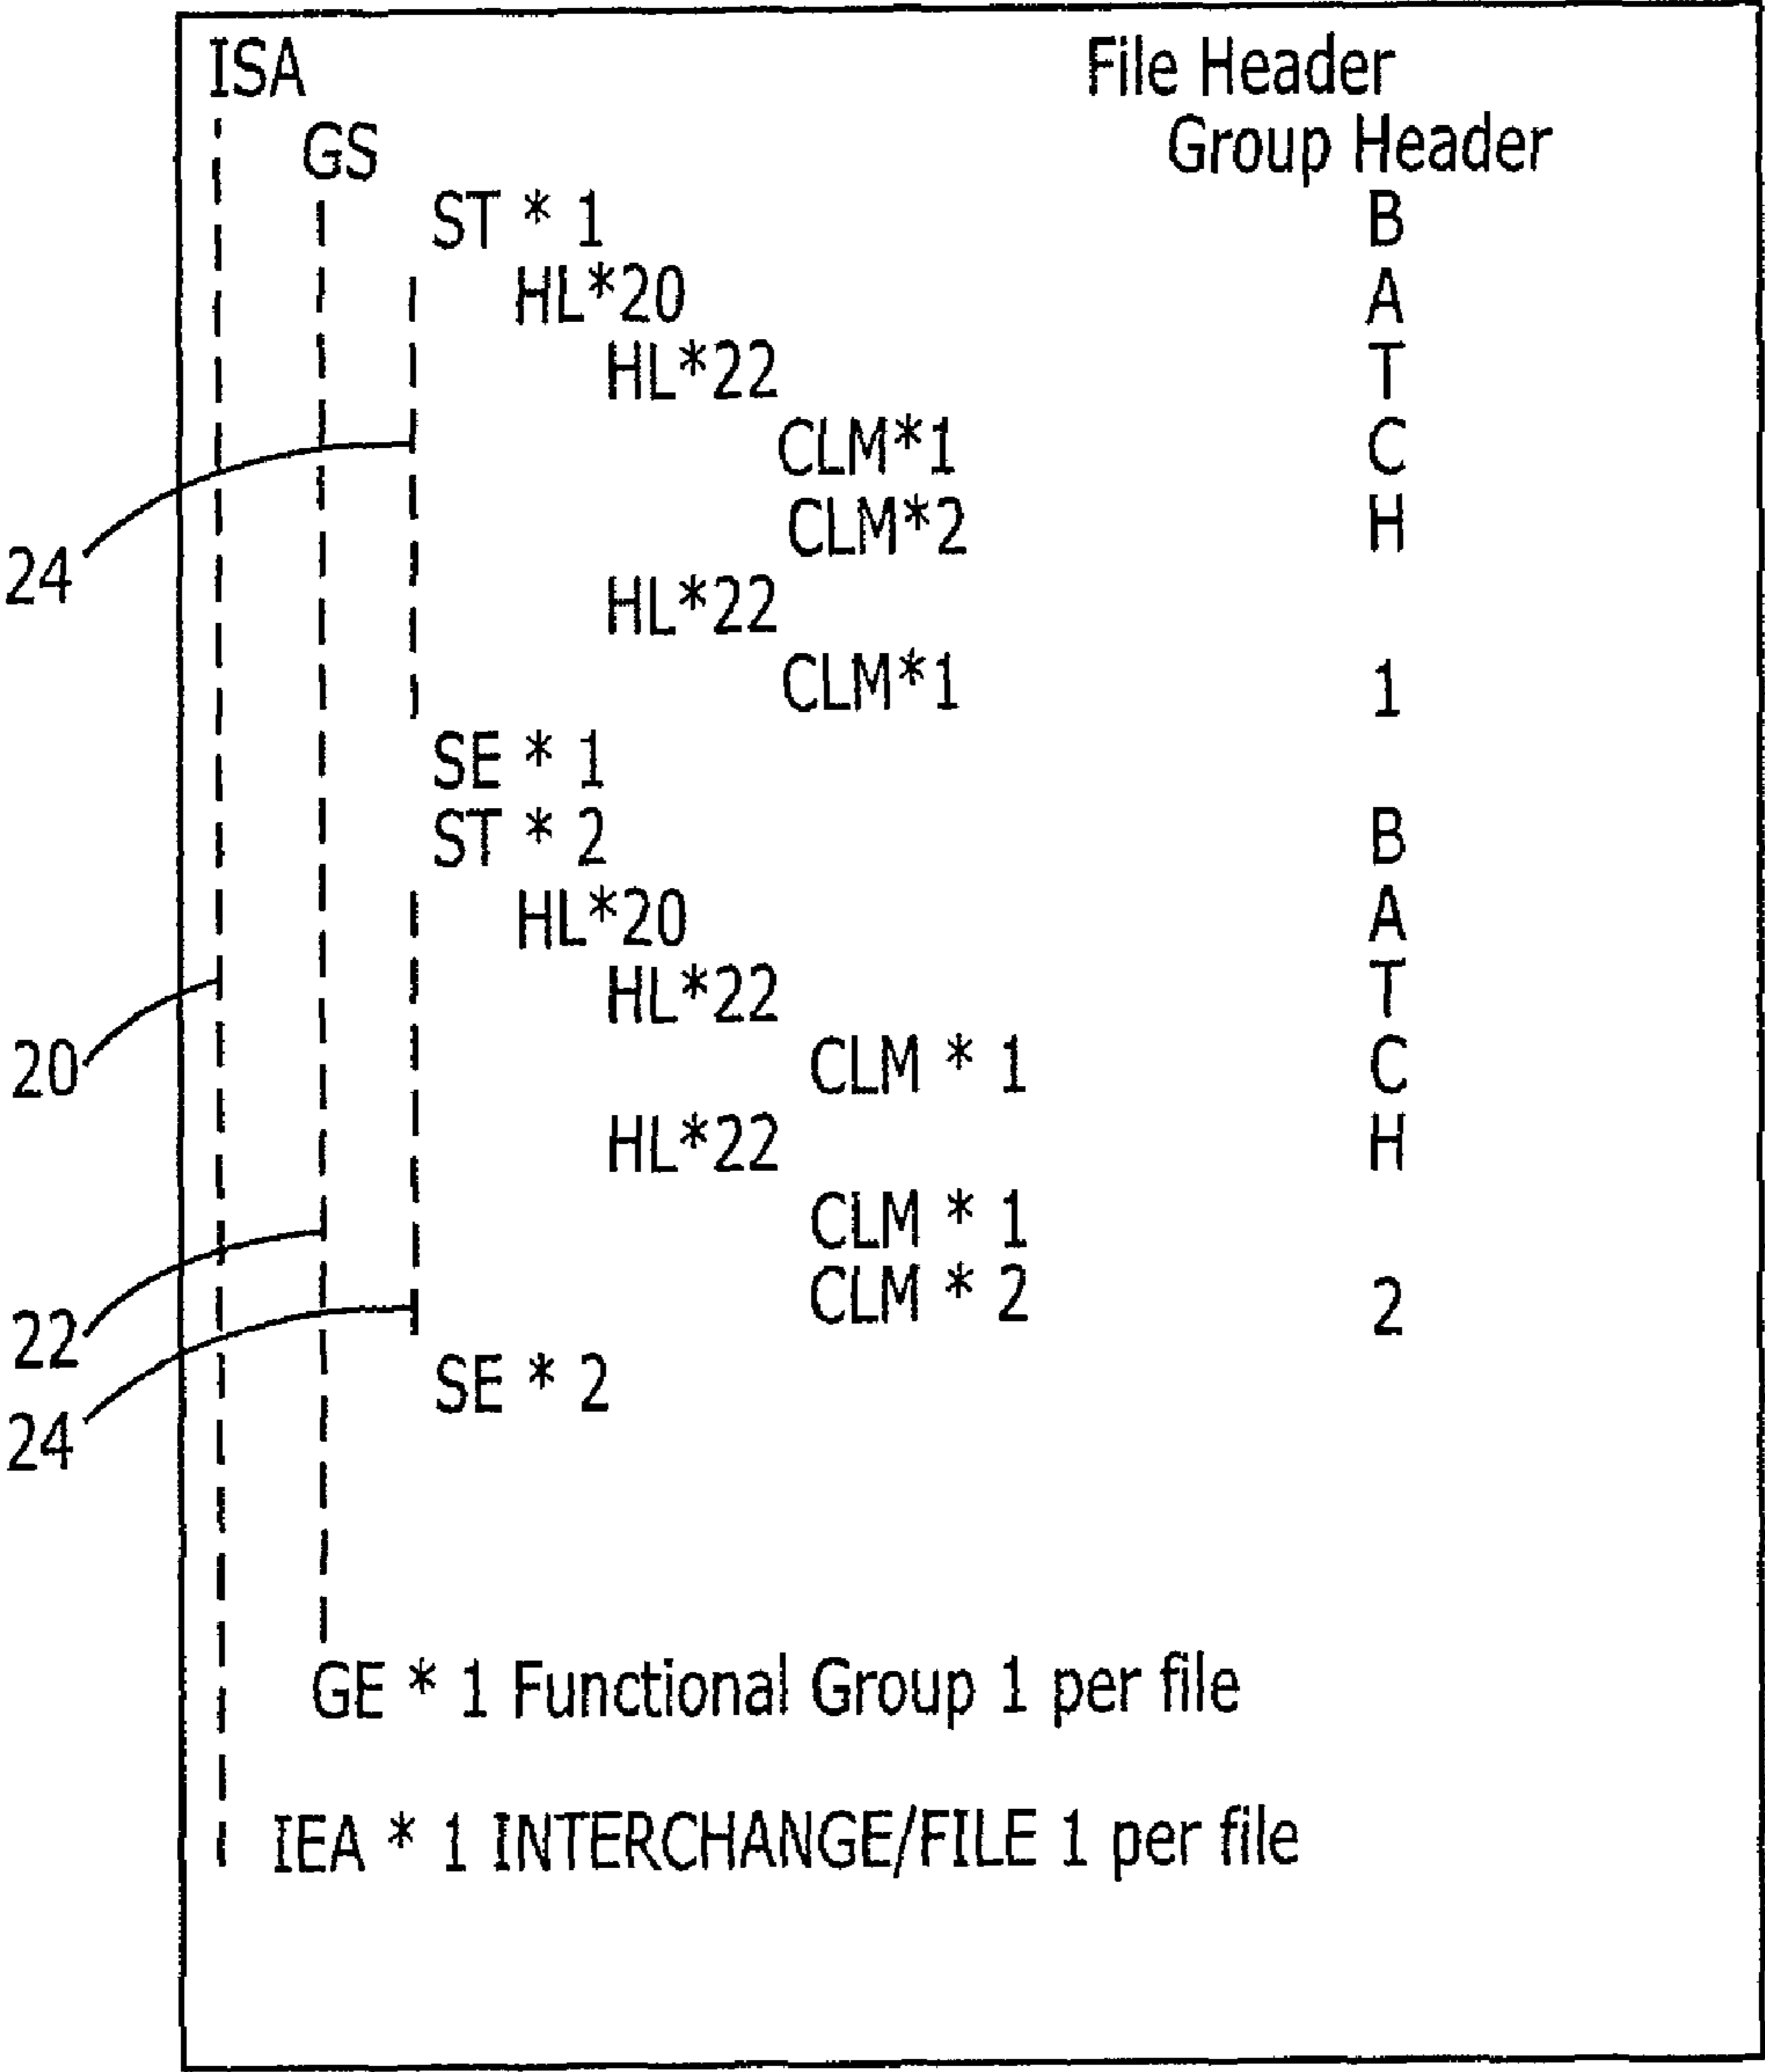 ISA File Header
GS Group Header
ST * 1 B
HL*20 A
HL*22 T
CLM*1 C
CLM*2 H
24
HL*22
CLM*1 1
SE * 1
ST * 2 B
HL*20 A
HL*22 T
20
CLM * 1 C
HL*22 H
CLM * 1
CLM * 2 2
22
SE * 2
24
GE * 1 Functional Group 1 per file
IEA * 1 INTERCHANGE/FILE 1 per file